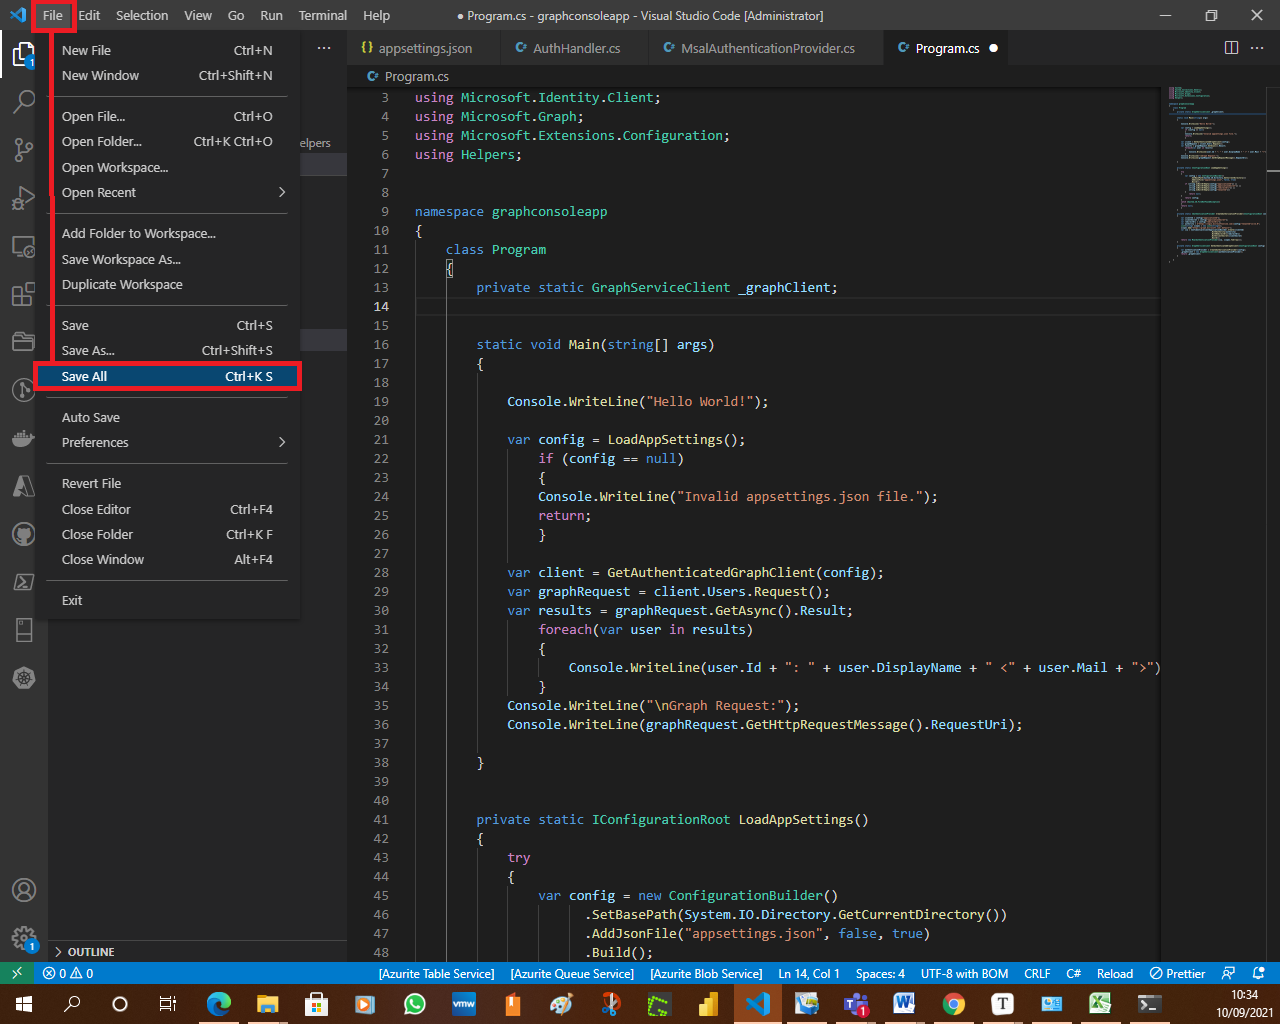 File Edit Selection View Go Run Terminal Help ● Program.cs - graphconsoleapp - Visual Studio Code [Administrator]
New File Ctrl+N
New Window Ctrl+Shift+N
Open File... Ctrl+O
Open Folder... Ctrl+K Ctrl+O
Open Workspace...
Open Recent
Add Folder to Workspace...
Save Workspace As...
Duplicate Workspace
Save Ctrl+S
Save As... Ctrl+Shift+S
Save All Ctrl+K S
Auto Save
Preferences
Revert File
Close Editor Ctrl+F4
Close Folder Ctrl+K F
Close Window Alt+F4
Exit
elpers
OUTLINE
1
1
{} appsettings.json C# AuthHandler.cs C# MsalAuthenticationProvider.cs C# Program.cs ●
C# Program.cs
3 using Microsoft.Identity.Client;
4 using Microsoft.Graph;
5 using Microsoft.Extensions.Configuration;
6 using Helpers;
7
8
9 namespace graphconsoleapp
10 {
11 class Program
12 {
13 private static GraphServiceClient _graphClient;
14
15
16 static void Main(string[] args)
17 {
18
19 Console.WriteLine("Hello World!");
20
21 var config = LoadAppSettings();
22 if (config == null)
23 {
24 Console.WriteLine("Invalid appsettings.json file.");
25 return;
26 }
27
28 var client = GetAuthenticatedGraphClient(config);
29 var graphRequest = client.Users.Request();
30 var results = graphRequest.GetAsync().Result;
31 foreach(var user in results)
32 {
33 Console.WriteLine(user.Id + ": " + user.DisplayName + " <" + user.Mail + ">")
34 }
35 Console.WriteLine("\nGraph Request:");
36 Console.WriteLine(graphRequest.GetHttpRequestMessage().RequestUri);
37
38 }
39
40
41 private static IConfigurationRoot LoadAppSettings()
42 {
43 try
44 {
45 var config = new ConfigurationBuilder()
46 .SetBasePath(System.IO.Directory.GetCurrentDirectory())
47 .AddJsonFile("appsettings.json", false, true)
48 .Build();
0 0 [Azurite Table Service] [Azurite Queue Service] [Azurite Blob Service] Ln 14, Col 1 Spaces: 4 UTF-8 with BOM CRLF C# Reload Prettier
vmw 1 T
10:34
10/09/2021